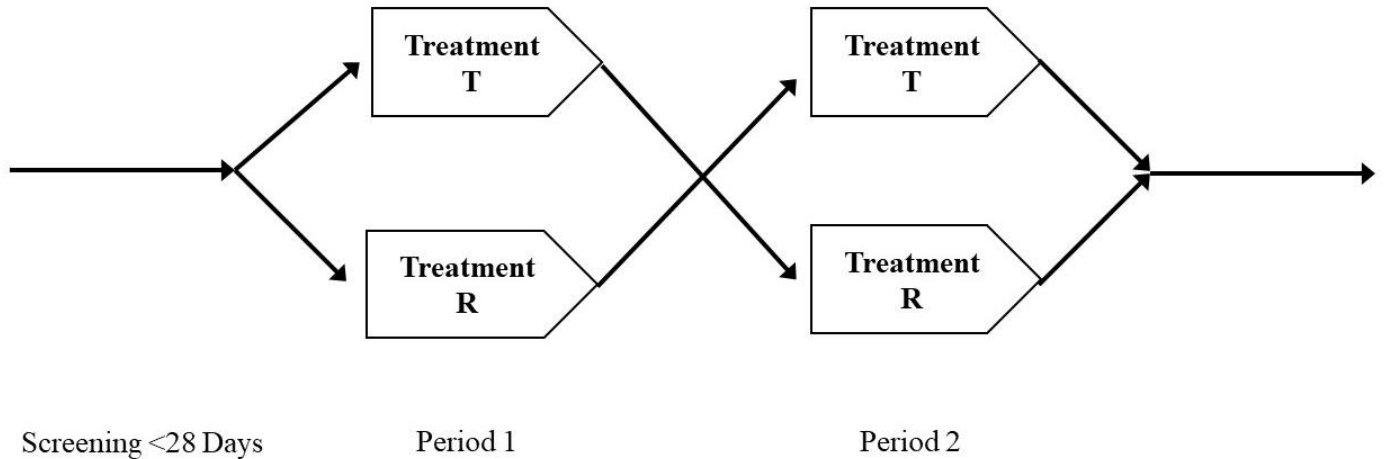 Treatment
T
Treatment
T
Treatment
R
Treatment
R
Screening <28 Days
Period 1
Period 2